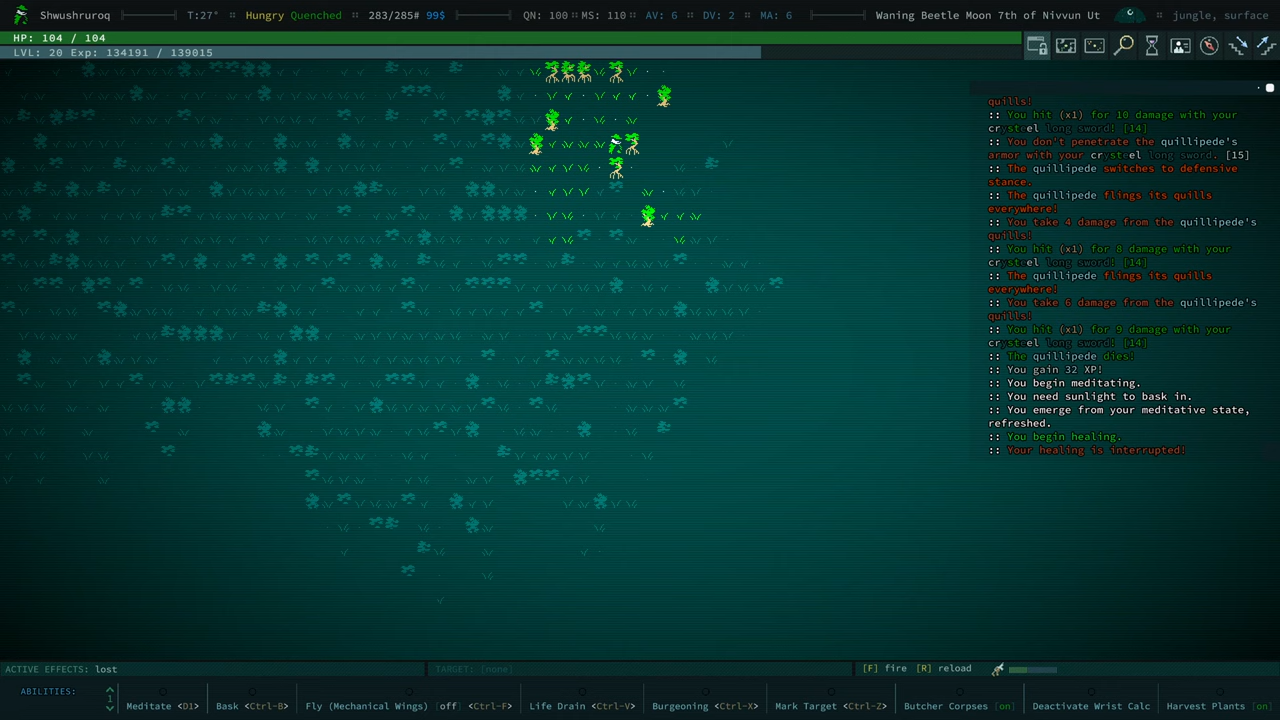 Shwushruroq T:27° :: Hungry Quenched :: 283/285# 99$ QN: 100 :: MS: 110 :: AV: 6 :: DV: 2 :: MA: 6 Waning Beetle Moon 7th of Nivvun Ut :: jungle, surface
HP: 104 / 104
LVL: 20 Exp: 134191 / 139015
quills!
:: You hit (x1) for 10 damage with your
crysteel long sword! [14]
:: You don't penetrate the quillipede's
armor with your crysteel long sword. [15]
:: The quillipede switches to defensive
stance.
:: The quillipede flings its quills
everywhere!
:: You take 4 damage from the quillipede's
quills!
:: You hit (x1) for 8 damage with your
crysteel long sword! [14]
:: The quillipede flings its quills
everywhere!
:: You take 6 damage from the quillipede's
quills!
:: You hit (x1) for 9 damage with your
crysteel long sword! [14]
:: The quillipede dies!
:: You gain 32 XP!
:: You begin meditating.
:: You need sunlight to bask in.
:: You emerge from your meditative state,
refreshed.
:: You begin healing.
:: Your healing is interrupted!
ACTIVE EFFECTS: lost TARGET: [none] [F] fire [R] reload
ABILITIES: 1 Meditate <D1> Bask <Ctrl-B> Fly (Mechanical Wings) [off] <Ctrl-F> Life Drain <Ctrl-V> Burgeoning <Ctrl-X> Mark Target <Ctrl-Z> Butcher Corpses [on] Deactivate Wrist Calc Harvest Plants [on]